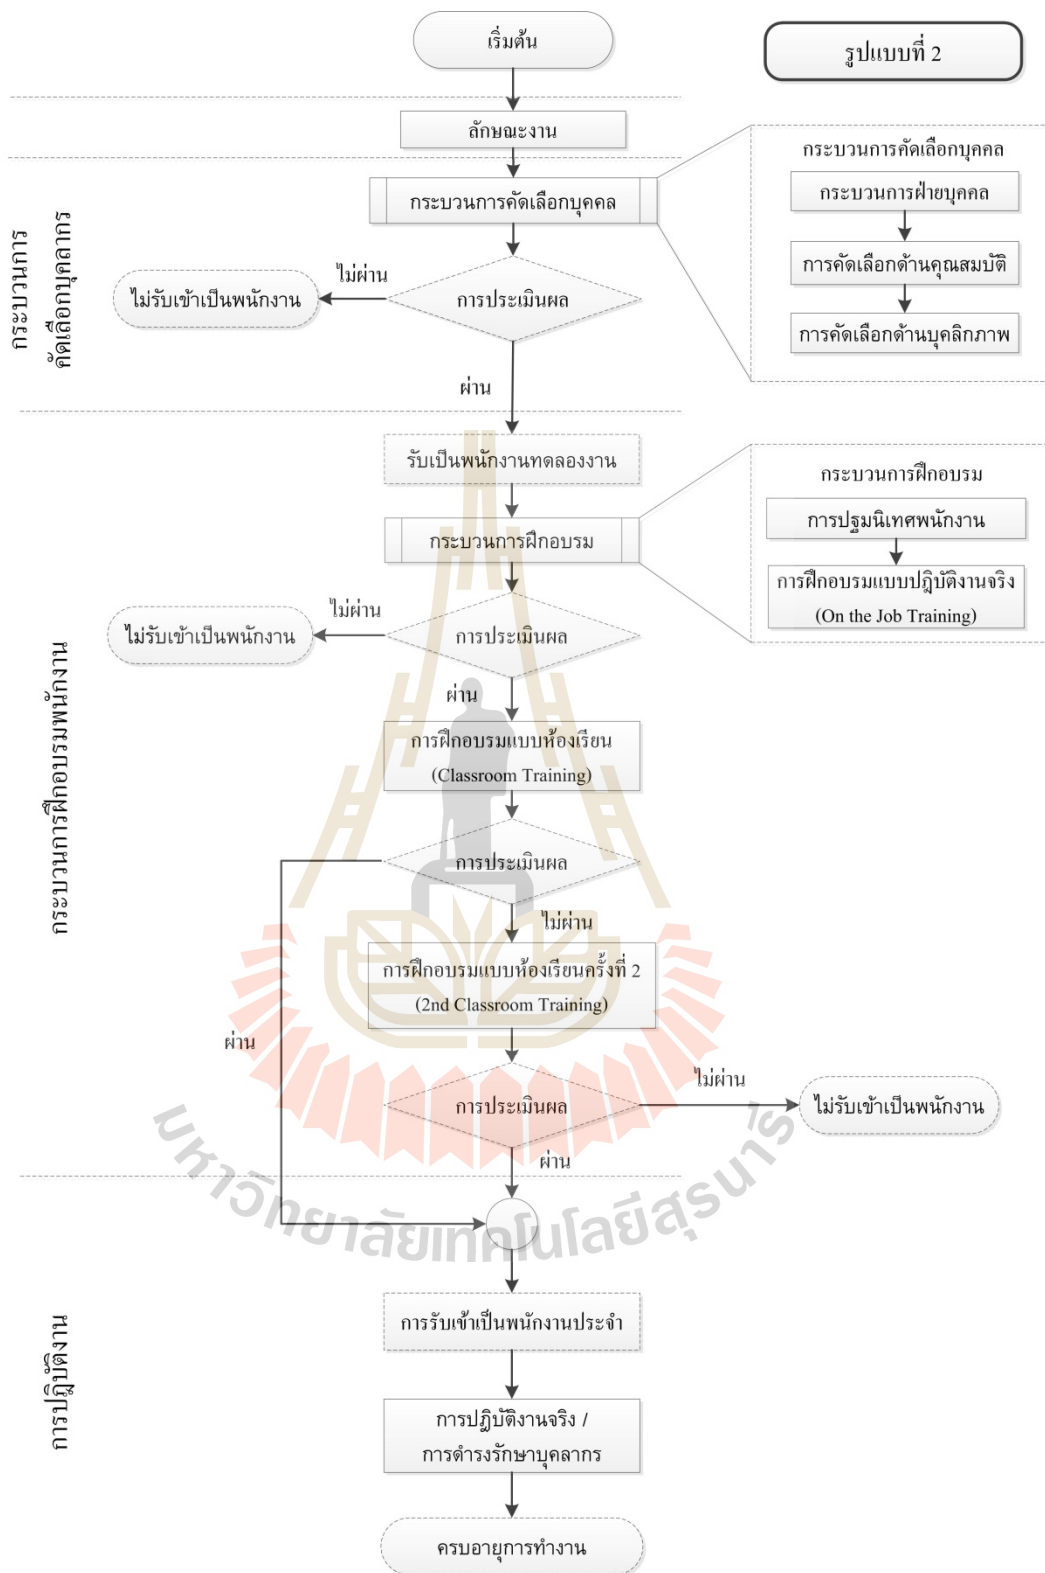 เริ่มต้น
รูปแบบที่ 2
ลักษณะงาน
กระบวนการ
คัดเลือกบุคลากร
กระบวนการคัดเลือกบุคคล
กระบวนการคัดเลือกบุคคล
กระบวนการฝ่ายบุคคล
การคัดเลือกด้านคุณสมบัติ
การคัดเลือกด้านบุคลิกภาพ
การประเมินผล
ไม่ผ่าน
ไม่รับเข้าเป็นพนักงาน
ผ่าน
กระบวนการฝึกอบรมพนักงาน
รับเป็นพนักงานทดลองงาน
กระบวนการฝึกอบรม
กระบวนการฝึกอบรม
การปฐมนิเทศพนักงาน
การฝึกอบรมแบบปฏิบัติงานจริง
(On the Job Training)
การประเมินผล
ไม่ผ่าน
ไม่รับเข้าเป็นพนักงาน
ผ่าน
การฝึกอบรมแบบห้องเรียน
(Classroom Training)
การประเมินผล
ไม่ผ่าน
การฝึกอบรมแบบห้องเรียนครั้งที่ 2
(2nd Classroom Training)
ผ่าน
การประเมินผล
ไม่ผ่าน
ไม่รับเข้าเป็นพนักงาน
ผ่าน
มหาวิทยาลัยเทคโนโลยีสุรนารี
การปฏิบัติงาน
การรับเข้าเป็นพนักงานประจำ
การปฏิบัติงานจริง /
การดำรงรักษาบุคลากร
ครบอายุการทำงาน